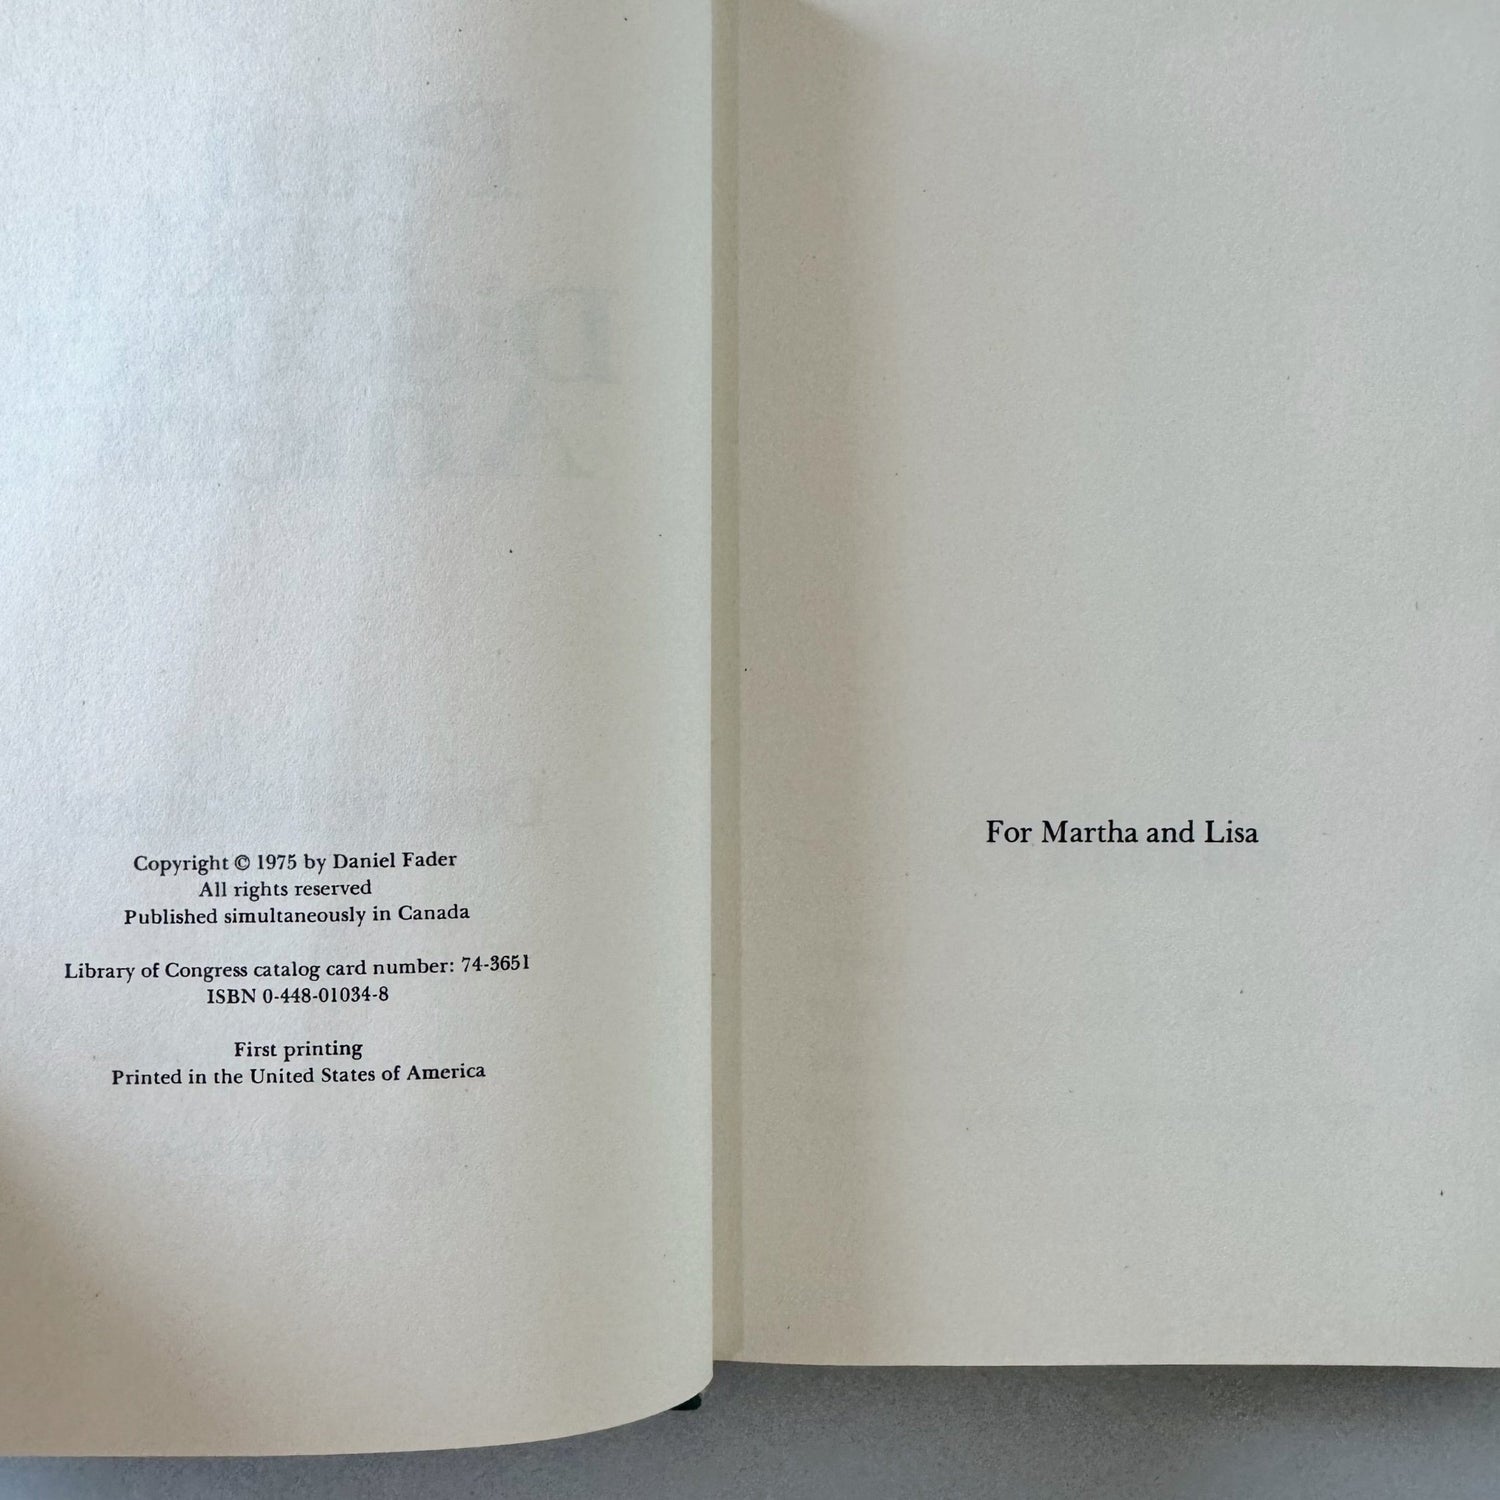 Copyright © 1975 by Daniel Fader
All rights reserved
Published simultaneously in Canada
Library of Congress catalog card number: 74-3651
ISBN 0-448-01034-8
First printing
Printed in the United States of America
For Martha and Lisa